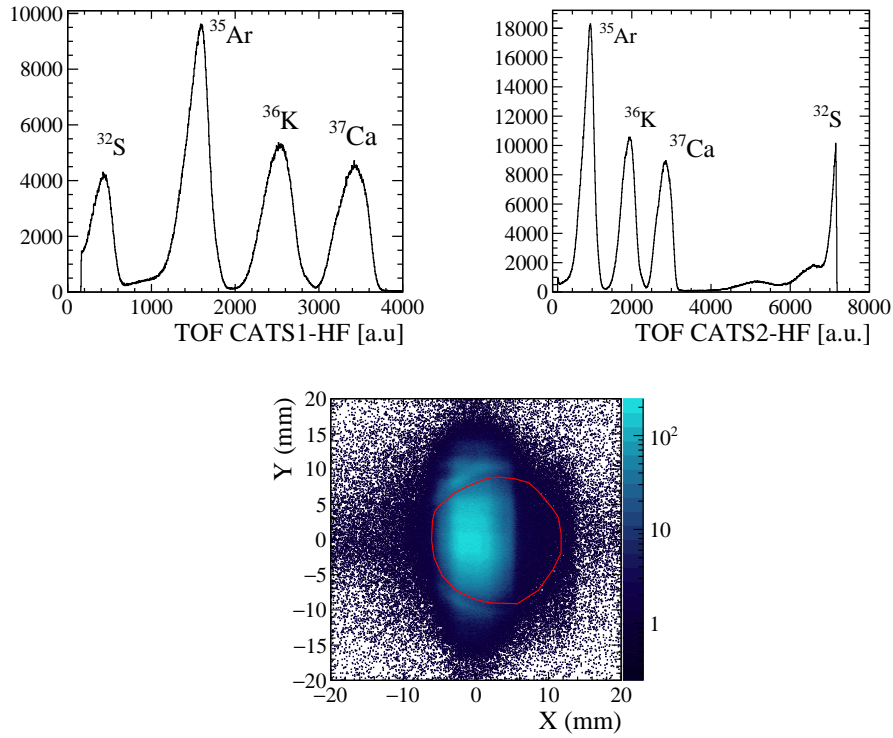 10000
8000
6000
4000
2000
0
0 1000 2000 3000 4000
³²S
³⁵Ar
³⁶K
³⁷Ca
TOF CATS1-HF [a.u]
18000
16000
14000
12000
10000
8000
6000
4000
2000
0
0 2000 4000 6000 8000
³⁵Ar
³⁶K
³⁷Ca
³²S
TOF CATS2-HF [a.u.]
Y (mm)
20
15
10
5
0
−5
−10
−15
−20
−20 −10 0 10 20
X (mm)
10²
10
1